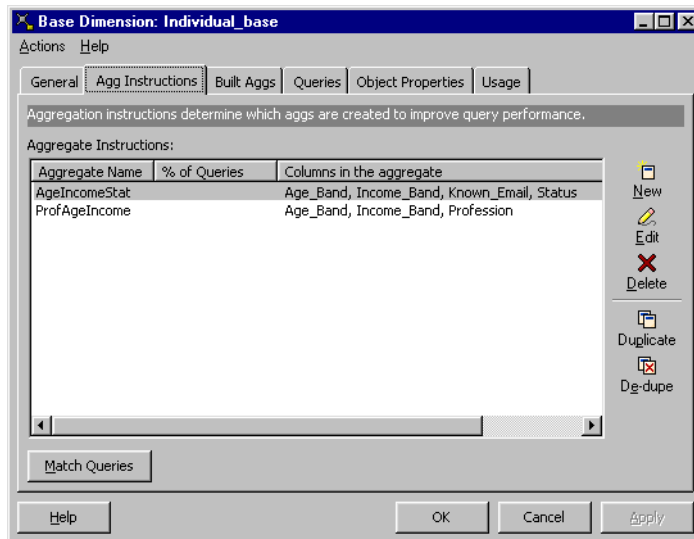 Base Dimension: Individual_base
Actions Help
General Agg Instructions Built Aggs Queries Object Properties Usage
Aggregation instructions determine which aggs are created to improve query performance.
Aggregate Instructions:
Aggregate Name % of Queries Columns in the aggregate
AgeIncomeStat Age_Band, Income_Band, Known_Email, Status
ProfAgeIncome Age_Band, Income_Band, Profession
New
Edit
Delete
Duplicate
De-dupe
Match Queries
Help OK Cancel Apply